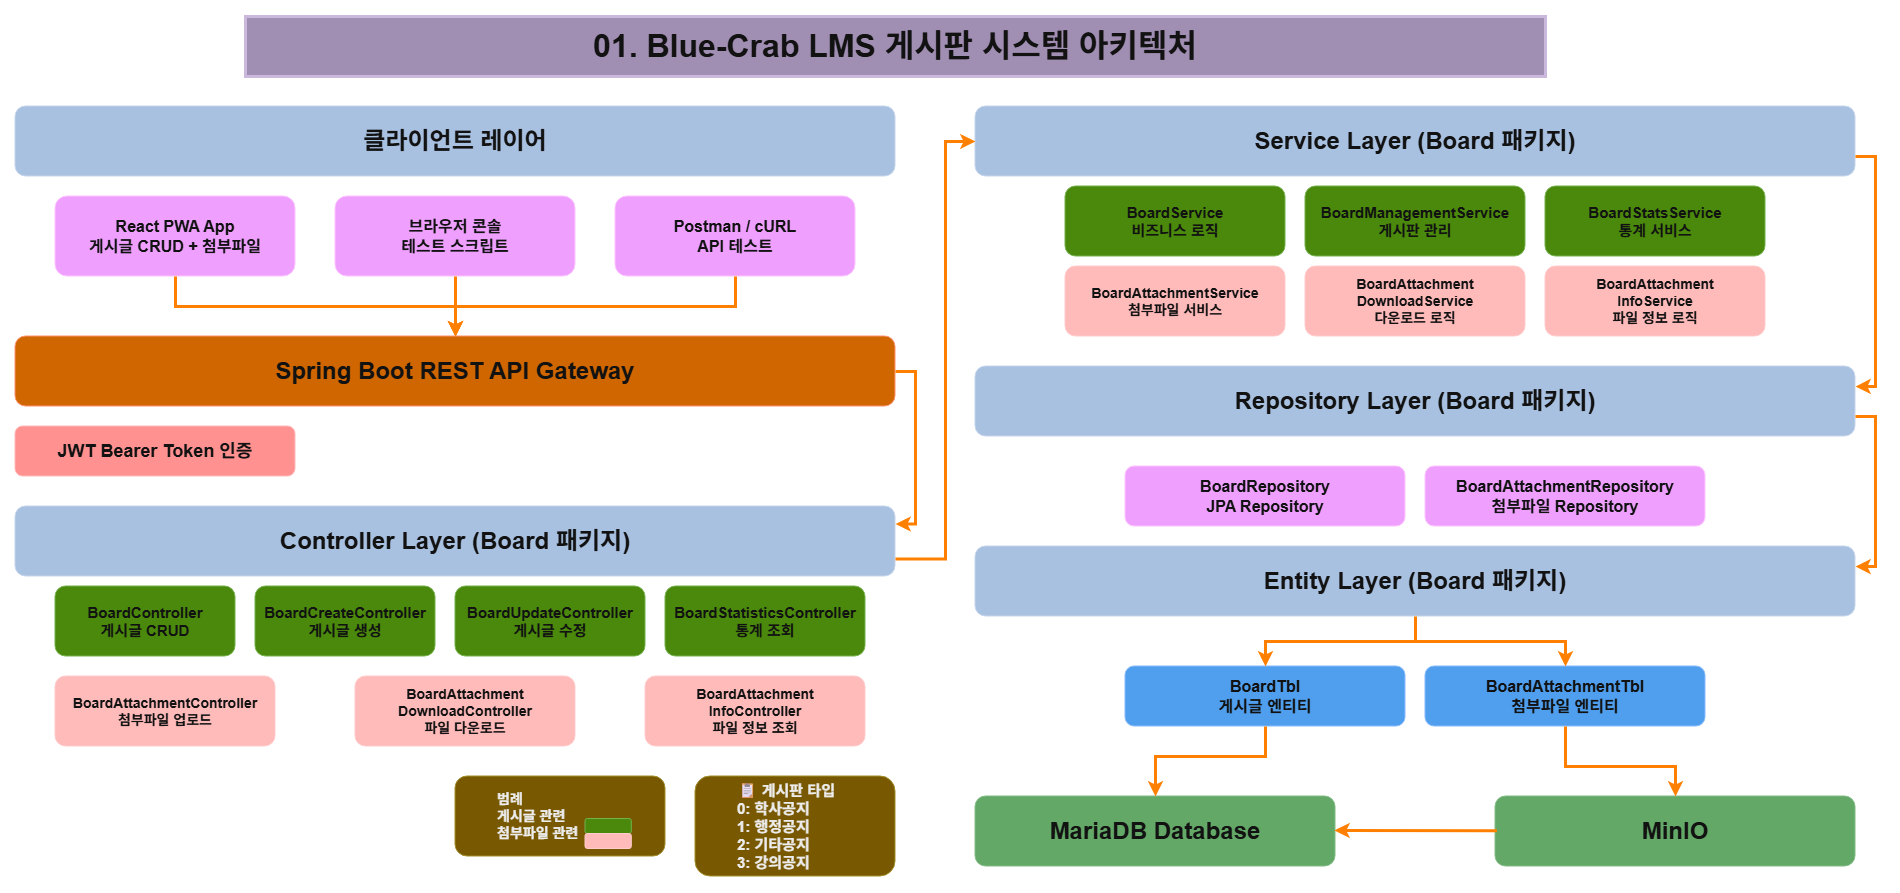 01. Blue-Crab LMS 게시판 시스템 아키텍처
클라이언트 레이어
React PWA App
게시글 CRUD + 첨부파일
브라우저 콘솔
테스트 스크립트
Postman / cURL
API 테스트
Spring Boot REST API Gateway
JWT Bearer Token 인증
Controller Layer (Board 패키지)
BoardController
게시글 CRUD
BoardCreateController
게시글 생성
BoardUpdateController
게시글 수정
BoardStatisticsController
통계 조회
BoardAttachmentController
첨부파일 업로드
BoardAttachment
DownloadController
파일 다운로드
BoardAttachment
InfoController
파일 정보 조회
범례
게시글 관련
첨부파일 관련
게시판 타입
0: 학사공지
1: 행정공지
2: 기타공지
3: 강의공지
Service Layer (Board 패키지)
BoardService
비즈니스 로직
BoardManagementService
게시판 관리
BoardStatsService
통계 서비스
BoardAttachmentService
첨부파일 서비스
BoardAttachment
DownloadService
다운로드 로직
BoardAttachment
InfoService
파일 정보 로직
Repository Layer (Board 패키지)
BoardRepository
JPA Repository
BoardAttachmentRepository
첨부파일 Repository
Entity Layer (Board 패키지)
BoardTbl
게시글 엔티티
BoardAttachmentTbl
첨부파일 엔티티
MariaDB Database
MinIO